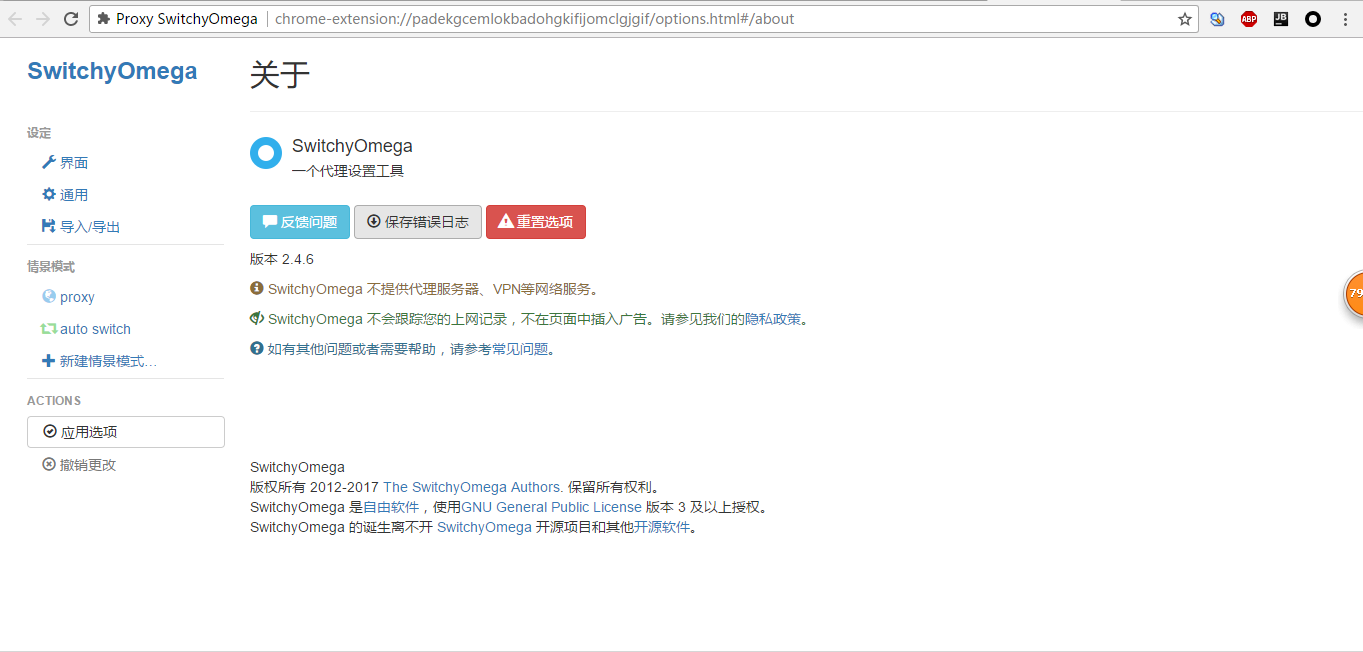 Proxy SwitchyOmega | chrome-extension://padekgcemlokbadohgkifijomclgjgif/options.html#/about
ABP
JB
SwitchyOmega
设定
界面
通用
导入/导出
情景模式
proxy
auto switch
新建情景模式…
ACTIONS
应用选项
撤销更改
关于
SwitchyOmega
一个代理设置工具
反馈问题 保存错误日志 重置选项
版本 2.4.6
SwitchyOmega 不提供代理服务器、VPN等网络服务。
SwitchyOmega 不会跟踪您的上网记录，不在页面中插入广告。请参见我们的隐私政策。
如有其他问题或者需要帮助，请参考常见问题。
79
SwitchyOmega
版权所有 2012-2017 The SwitchyOmega Authors. 保留所有权利。
SwitchyOmega 是自由软件，使用GNU General Public License 版本 3 及以上授权。
SwitchyOmega 的诞生离不开 SwitchyOmega 开源项目和其他开源软件。